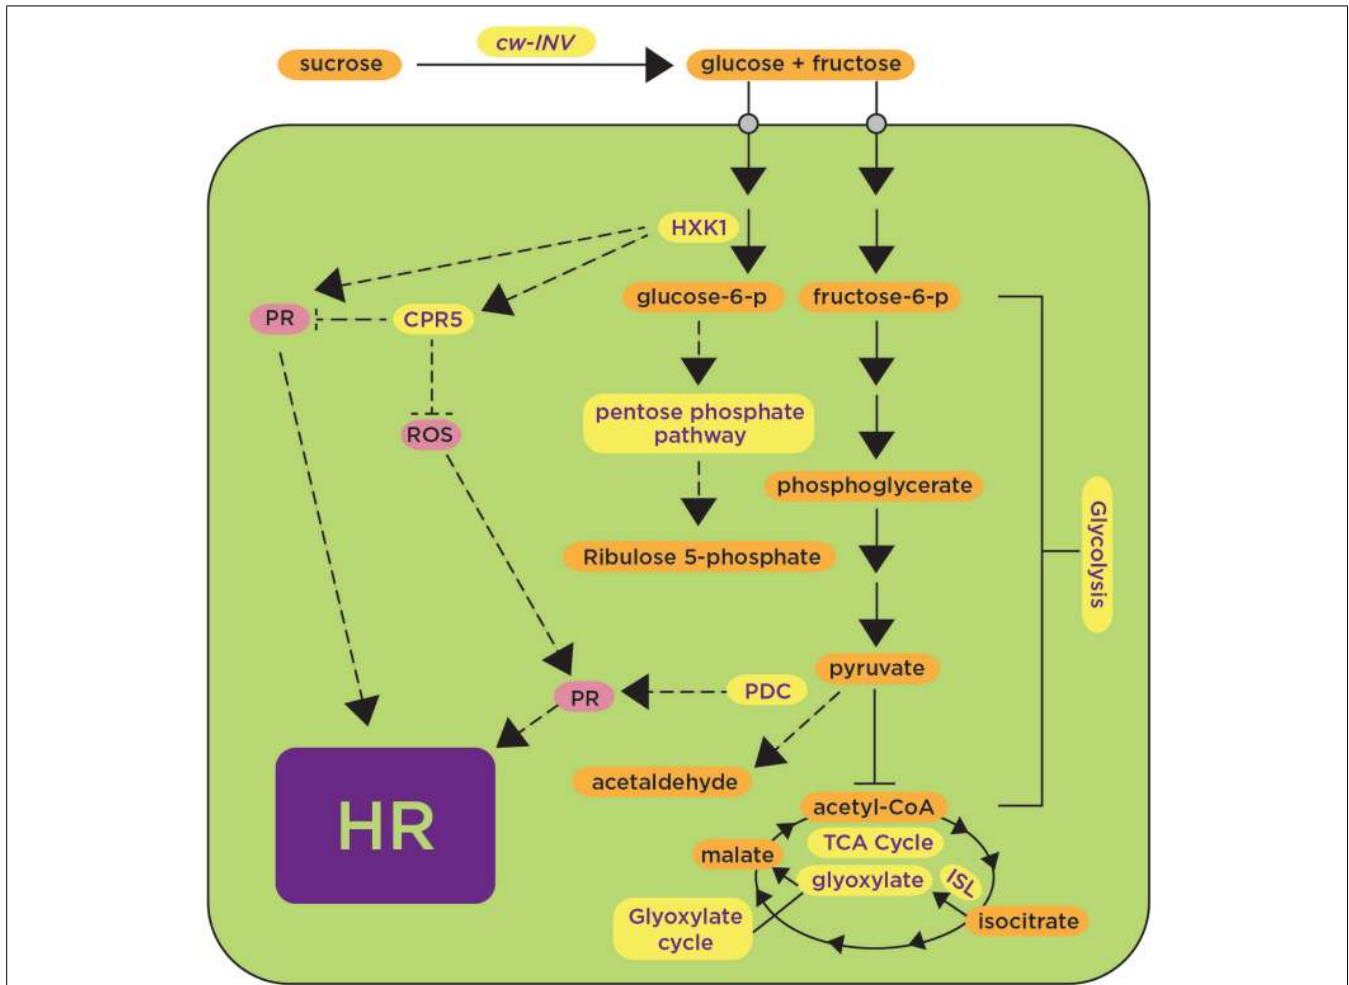 cw-INV
sucrose
glucose + fructose
HXK1
glucose-6-p
fructose-6-p
PR
CPR5
pentose phosphate
pathway
ROS
phosphoglycerate
Glycolysis
Ribulose 5-phosphate
pyruvate
PDC
PR
acetaldehyde
HR
acetyl-CoA
TCA Cycle
malate
glyoxylate
ISL
Glyoxylate
cycle
isocitrate